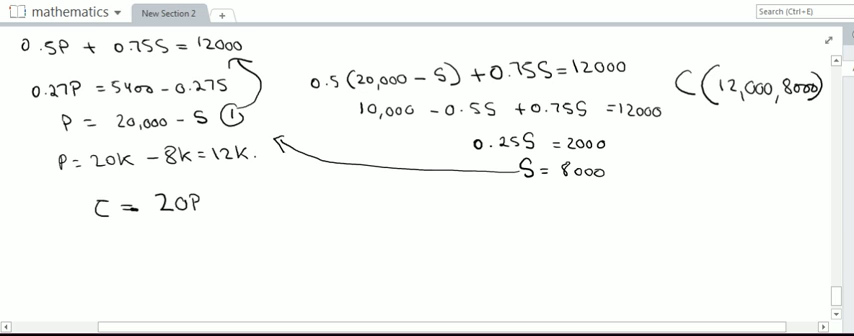 mathematics
New Section 2
+
Search (Ctrl+E)
0.5P + 0.75S = 12000
0.27P = 5400 - 0.27S
P = 20,000 - S ①
P = 20K - 8K = 12K.
C = 20P
0.5 (20,000 - S) + 0.75S = 12000
10,000 - 0.5S + 0.75S = 12000
0.25S = 2000
S = 8000
C (12,000, 8000)